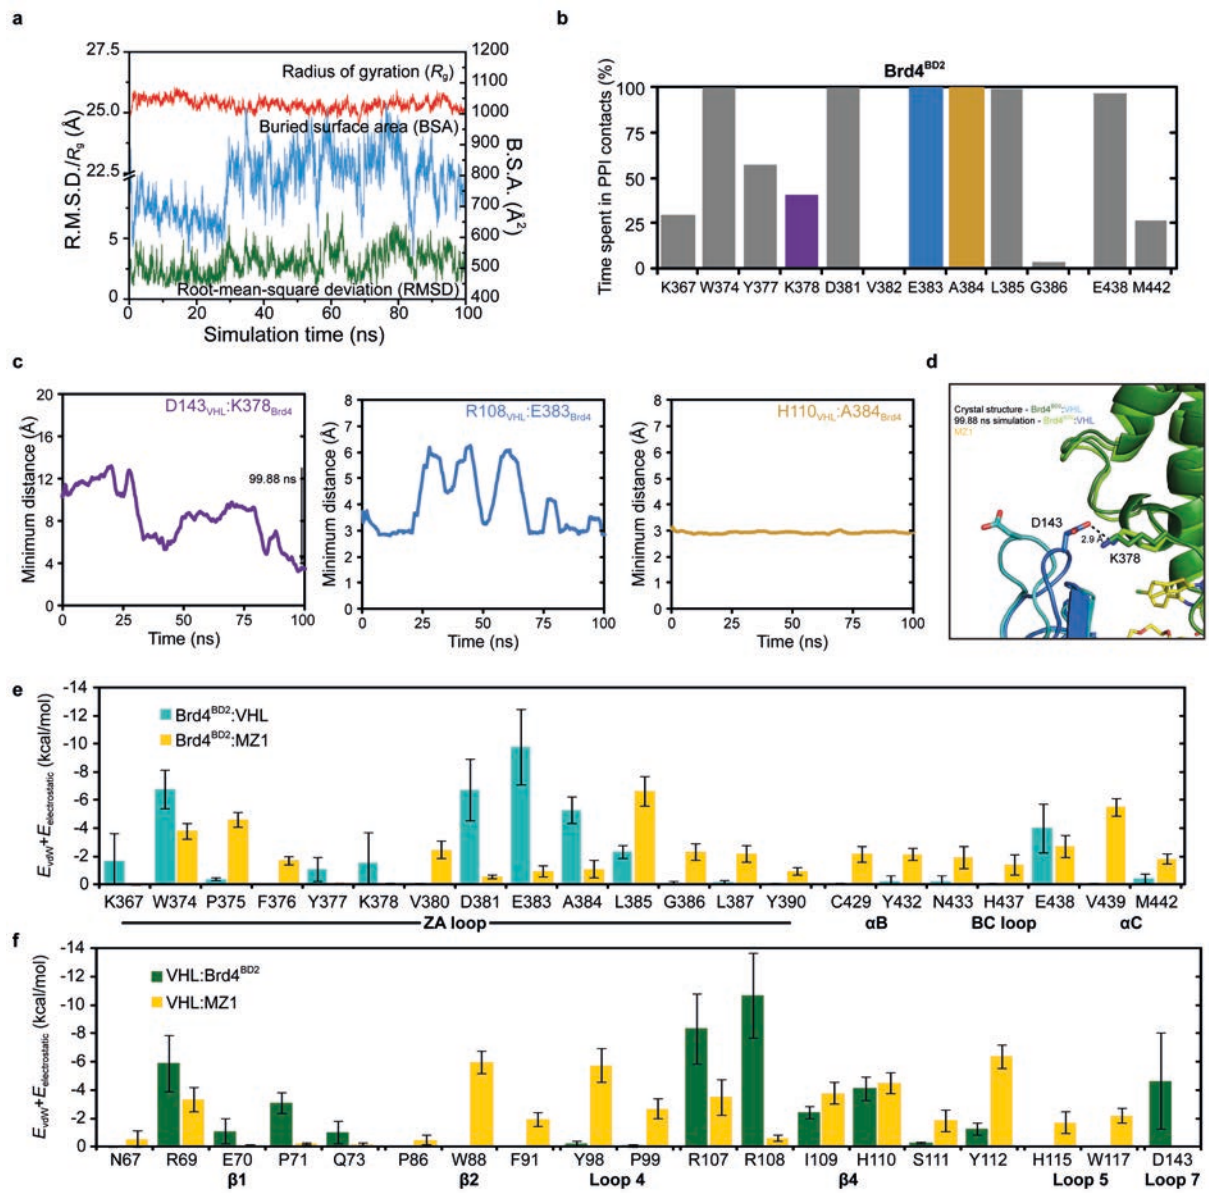 a
27.5
25.0
22.5
5
0
R.M.S.D./Rg (Å)
Radius of gyration (Rg)
Buried surface area (BSA)
Root-mean-square deviation (RMSD)
1200
1100
1000
900
800
700
600
500
400
B.S.A. (Å²)
0 20 40 60 80 100
Simulation time (ns)
b
Brd4BD2
Time spent in PPI contacts (%)
100
75
50
25
0
K367 W374 Y377 K378 D381 V382 E383 A384 L385 G386 E438 M442
c
D143VHL:K378Brd4
Minimum distance (Å)
20
16
12
8
4
0
99.88 ns
0 25 50 75 100
Time (ns)
R108VHL:E383Brd4
Minimum distance (Å)
8
7
6
5
4
3
2
1
0
0 25 50 75 100
Time (ns)
H110VHL:A384Brd4
Minimum distance (Å)
8
7
6
5
4
3
2
1
0
0 50 75 100
Time (ns)
d
Crystal structure - Brd4BD2:VHL
99.88 ns simulation - Brd4BD2:VHL
MZ1
D143
2.9 Å
K378
e
EvdW+Eelectrostatic (kcal/mol)
-14
-12
-10
-8
-6
-4
-2
0
Brd4BD2:VHL
Brd4BD2:MZ1
K367 W374 P375 F376 Y377 K378 V380 D381 E383 A384 L385 G386 L387 Y390 C429 Y432 N433 H437 E438 V439 M442
ZA loop αB BC loop αC
f
EvdW+Eelectrostatic (kcal/mol)
-14
-12
-10
-8
-6
-4
-2
0
VHL:Brd4BD2
VHL:MZ1
N67 R69 E70 P71 Q73 P86 W88 F91 Y98 P99 R107 R108 I109 H110 S111 Y112 H115 W117 D143
β1 β2 Loop 4 β4 Loop 5 Loop 7